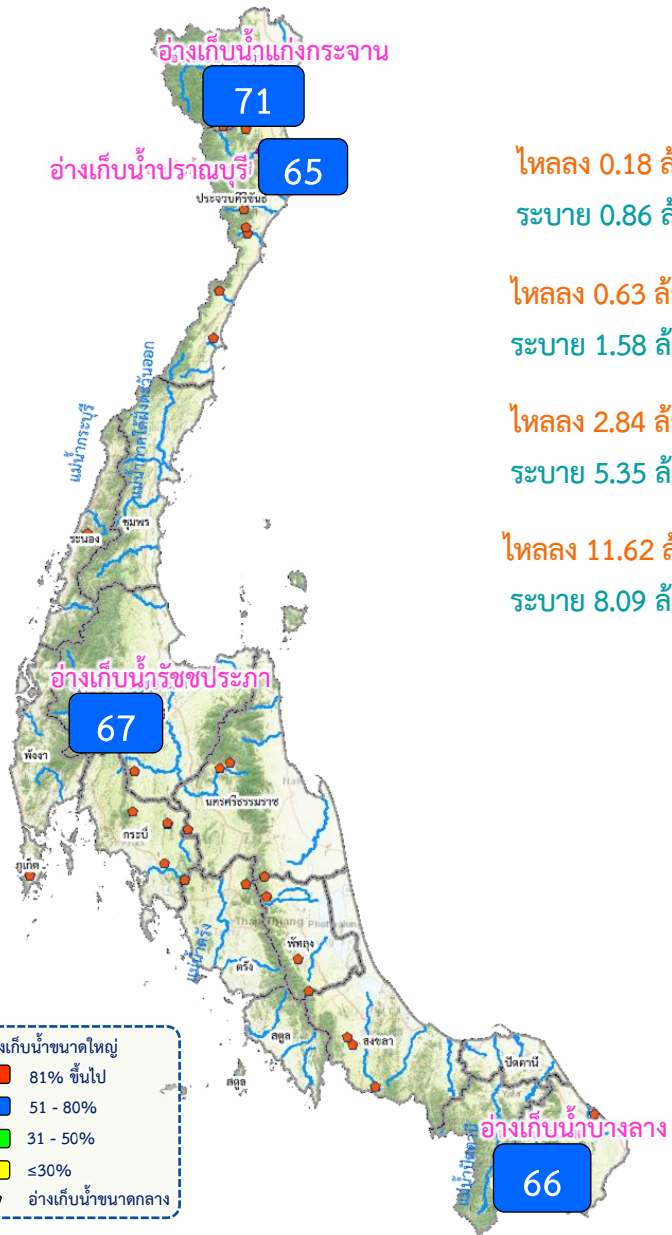 อ่างเก็บน้ำแก่งกระจาน
71
อ่างเก็บน้ำปราณบุรี
65
ประจวบคีรีขันธ์
ไหลลง 0.18 ล้
ระบาย 0.86 ล้
ไหลลง 0.63 ล้
ระบาย 1.58 ล้
ไหลลง 2.84 ล้
ระบาย 5.35 ล้
ไหลลง 11.62 ล้
ระบาย 8.09 ล้
แม่น้ำภาคใต้ฝั่งตะวันออก
แม่น้ำกระบุรี
ชุมพร
ระนอง
อ่างเก็บน้ำรัชชประภา
67
พังงา
นครศรีธรรมราช
กระบี่
ภูเก็ต
พัทลุง
แม่น้ำตรัง
ตรัง
สตูล
สงขลา
ปัตตานี
สตูล
อ่างเก็บน้ำบางลาง
แม่น้ำปัตตานี
66
งเก็บน้ำขนาดใหญ่
81% ขึ้นไป
51 - 80%
31 - 50%
≤30%
อ่างเก็บน้ำขนาดกลาง